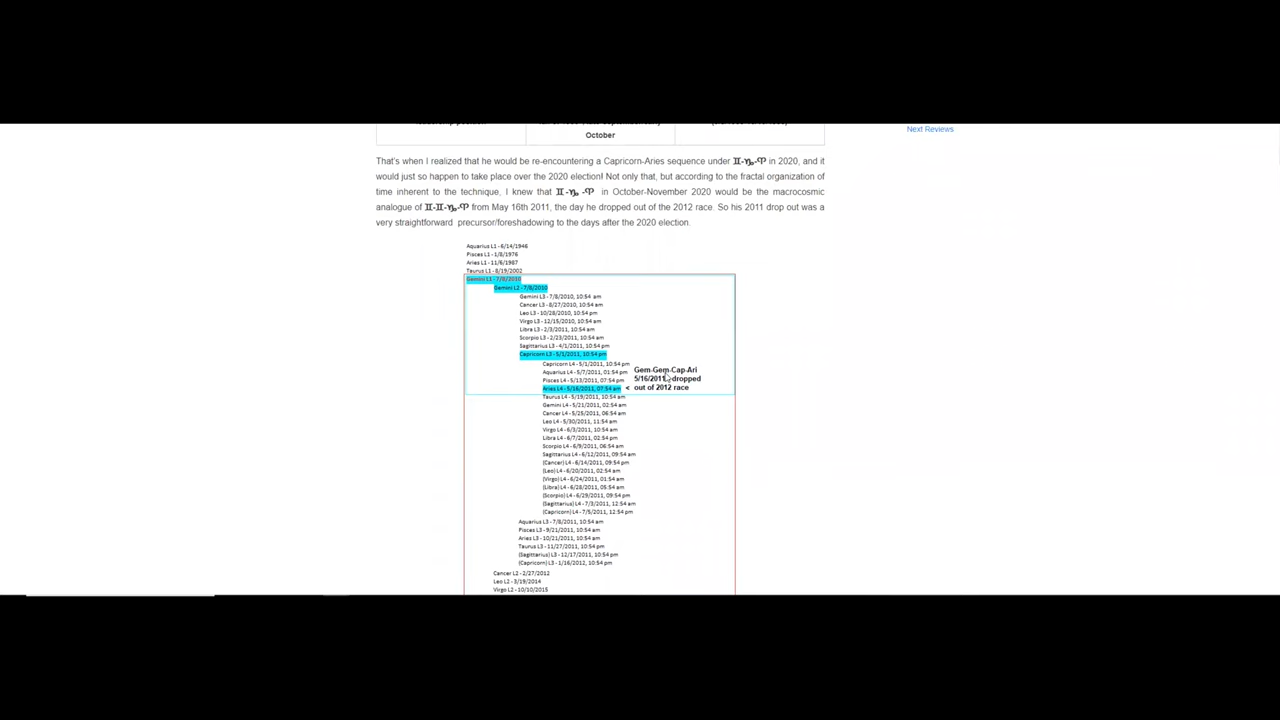 Next Reviews
October
That's when I realized that he would be re-encountering a Capricorn-Aries sequence under ♊-♑-♈ in 2020, and it
would just so happen to take place over the 2020 election! Not only that, but according to the fractal organization of
time inherent to the technique, I knew that ♊-♑-♈ in October-November 2020 would be the macrocosmic
analogue of ♊-♊-♑-♈ from May 16th 2011, the day he dropped out of the 2012 race. So his 2011 drop out was a
very straightforward precursor/foreshadowing to the days after the 2020 election.
Aquarius L1 - 6/14/1946
Pisces L1 - 1/8/1976
Aries L1 - 11/6/1987
Taurus L1 - 8/19/2002
Gemini L1 - 7/8/2010
Gemini L2 - 7/8/2010
Gemini L3 - 7/8/2010, 10:54 am
Cancer L3 - 8/27/2010, 10:54 am
Leo L3 - 10/28/2010, 10:54 pm
Virgo L3 - 12/15/2010, 10:54 am
Libra L3 - 2/3/2011, 10:54 am
Scorpio L3 - 2/23/2011, 10:54 am
Sagittarius L3 - 4/1/2011, 10:54 pm
Capricorn L3 - 5/1/2011, 10:54 pm
Capricorn L4 - 5/1/2011, 10:54 pm
Aquarius L4 - 5/7/2011, 01:54 pm
Pisces L4 - 5/13/2011, 07:54 pm
Aries L4 - 5/16/2011, 07:54 am
Gem-Gem-Cap-Ari
5/16/2011, dropped
< out of 2012 race
Taurus L4 - 5/19/2011, 10:54 am
Gemini L4 - 5/21/2011, 02:54 am
Cancer L4 - 5/25/2011, 06:54 am
Leo L4 - 5/30/2011, 11:54 am
Virgo L4 - 6/3/2011, 10:54 am
Libra L4 - 6/7/2011, 02:54 pm
Scorpio L4 - 6/9/2011, 06:54 am
Sagittarius L4 - 6/12/2011, 09:54 am
(Cancer) L4 - 6/14/2011, 09:54 pm
(Leo) L4 - 6/20/2011, 02:54 am
(Virgo) L4 - 6/24/2011, 01:54 am
(Libra) L4 - 6/28/2011, 05:54 am
(Scorpio) L4 - 6/29/2011, 09:54 pm
(Sagittarius) L4 - 7/3/2011, 12:54 am
(Capricorn) L4 - 7/5/2011, 12:54 pm
Aquarius L3 - 7/8/2011, 10:54 am
Pisces L3 - 9/21/2011, 10:54 am
Aries L3 - 10/21/2011, 10:54 am
Taurus L3 - 11/27/2011, 10:54 pm
(Sagittarius) L3 - 12/17/2011, 10:54 pm
(Capricorn) L3 - 1/16/2012, 10:54 pm
Cancer L2 - 2/27/2012
Leo L2 - 3/19/2014
Virgo L2 - 10/10/2015